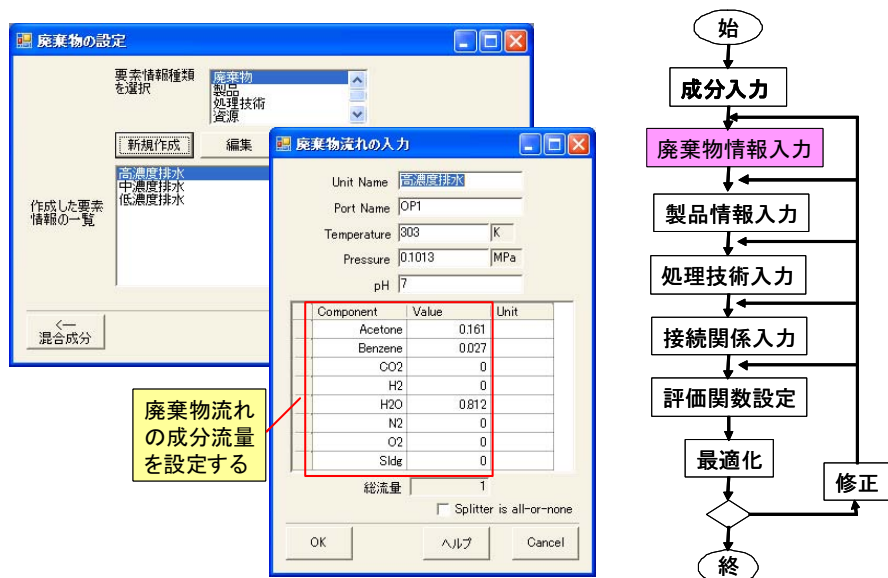 廃棄物の設定
要素情報種類
を選択
廃棄物
製品
処理技術
資源
新規作成
編集
作成した要素
情報の一覧
高濃度排水
中濃度排水
低濃度排水
<—
混合成分
廃棄物流れの入力
Unit Name 高濃度排水
Port Name OP1
Temperature 303 K
Pressure 0.1013 MPa
pH 7
Component Value Unit
Acetone 0.161
Benzene 0.027
CO2 0
H2 0
H2O 0.812
N2 0
O2 0
Sldg 0
総流量 1
Splitter is all-or-none
OK ヘルプ Cancel
廃棄物流れ
の成分流量
を設定する
始
成分入力
廃棄物情報入力
製品情報入力
処理技術入力
接続関係入力
評価関数設定
最適化
修正
終